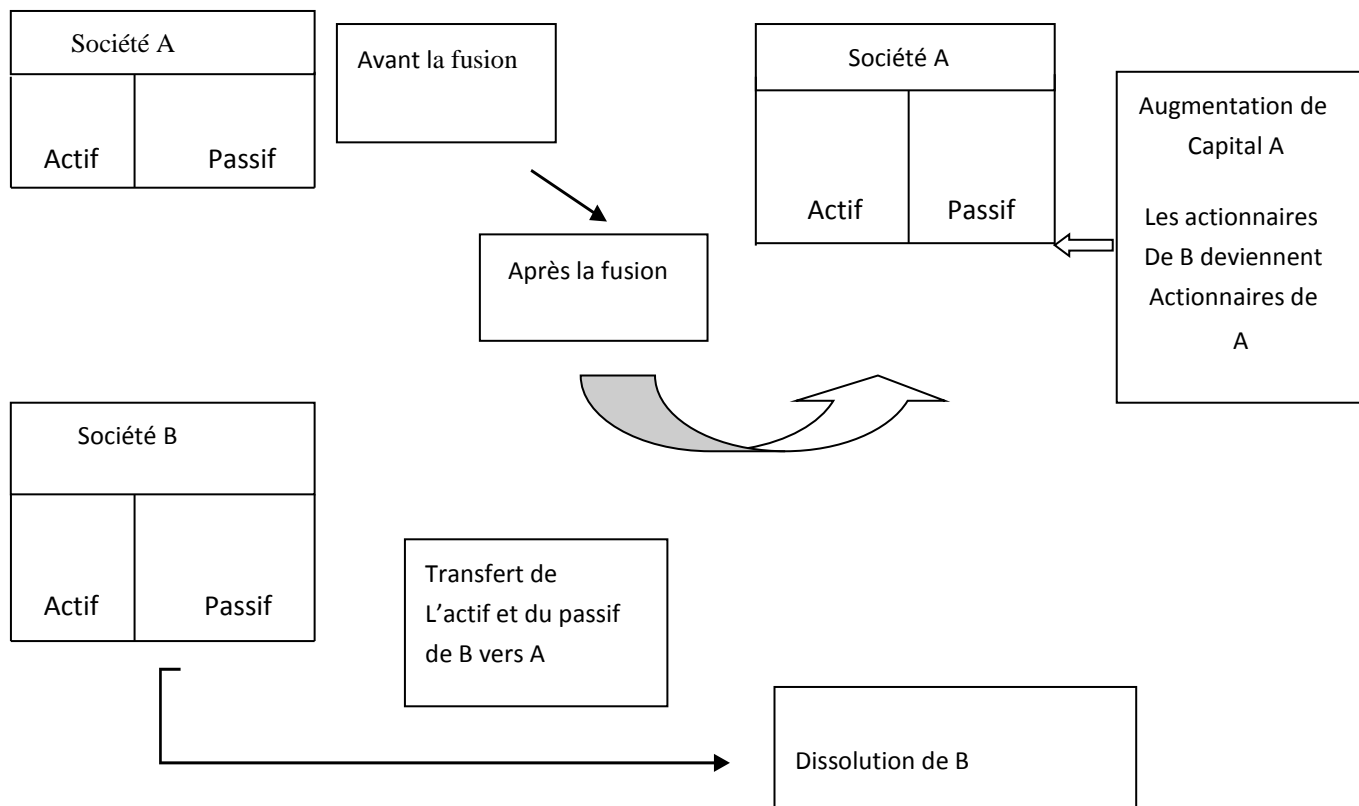 Société A
Actif Passif
Avant la fusion
Société A
Actif Passif
Augmentation de
Capital A
Les actionnaires
De B deviennent
Actionnaires de
A
Après la fusion
Société B
Actif Passif
Transfert de
L’actif et du passif
de B vers A
Dissolution de B